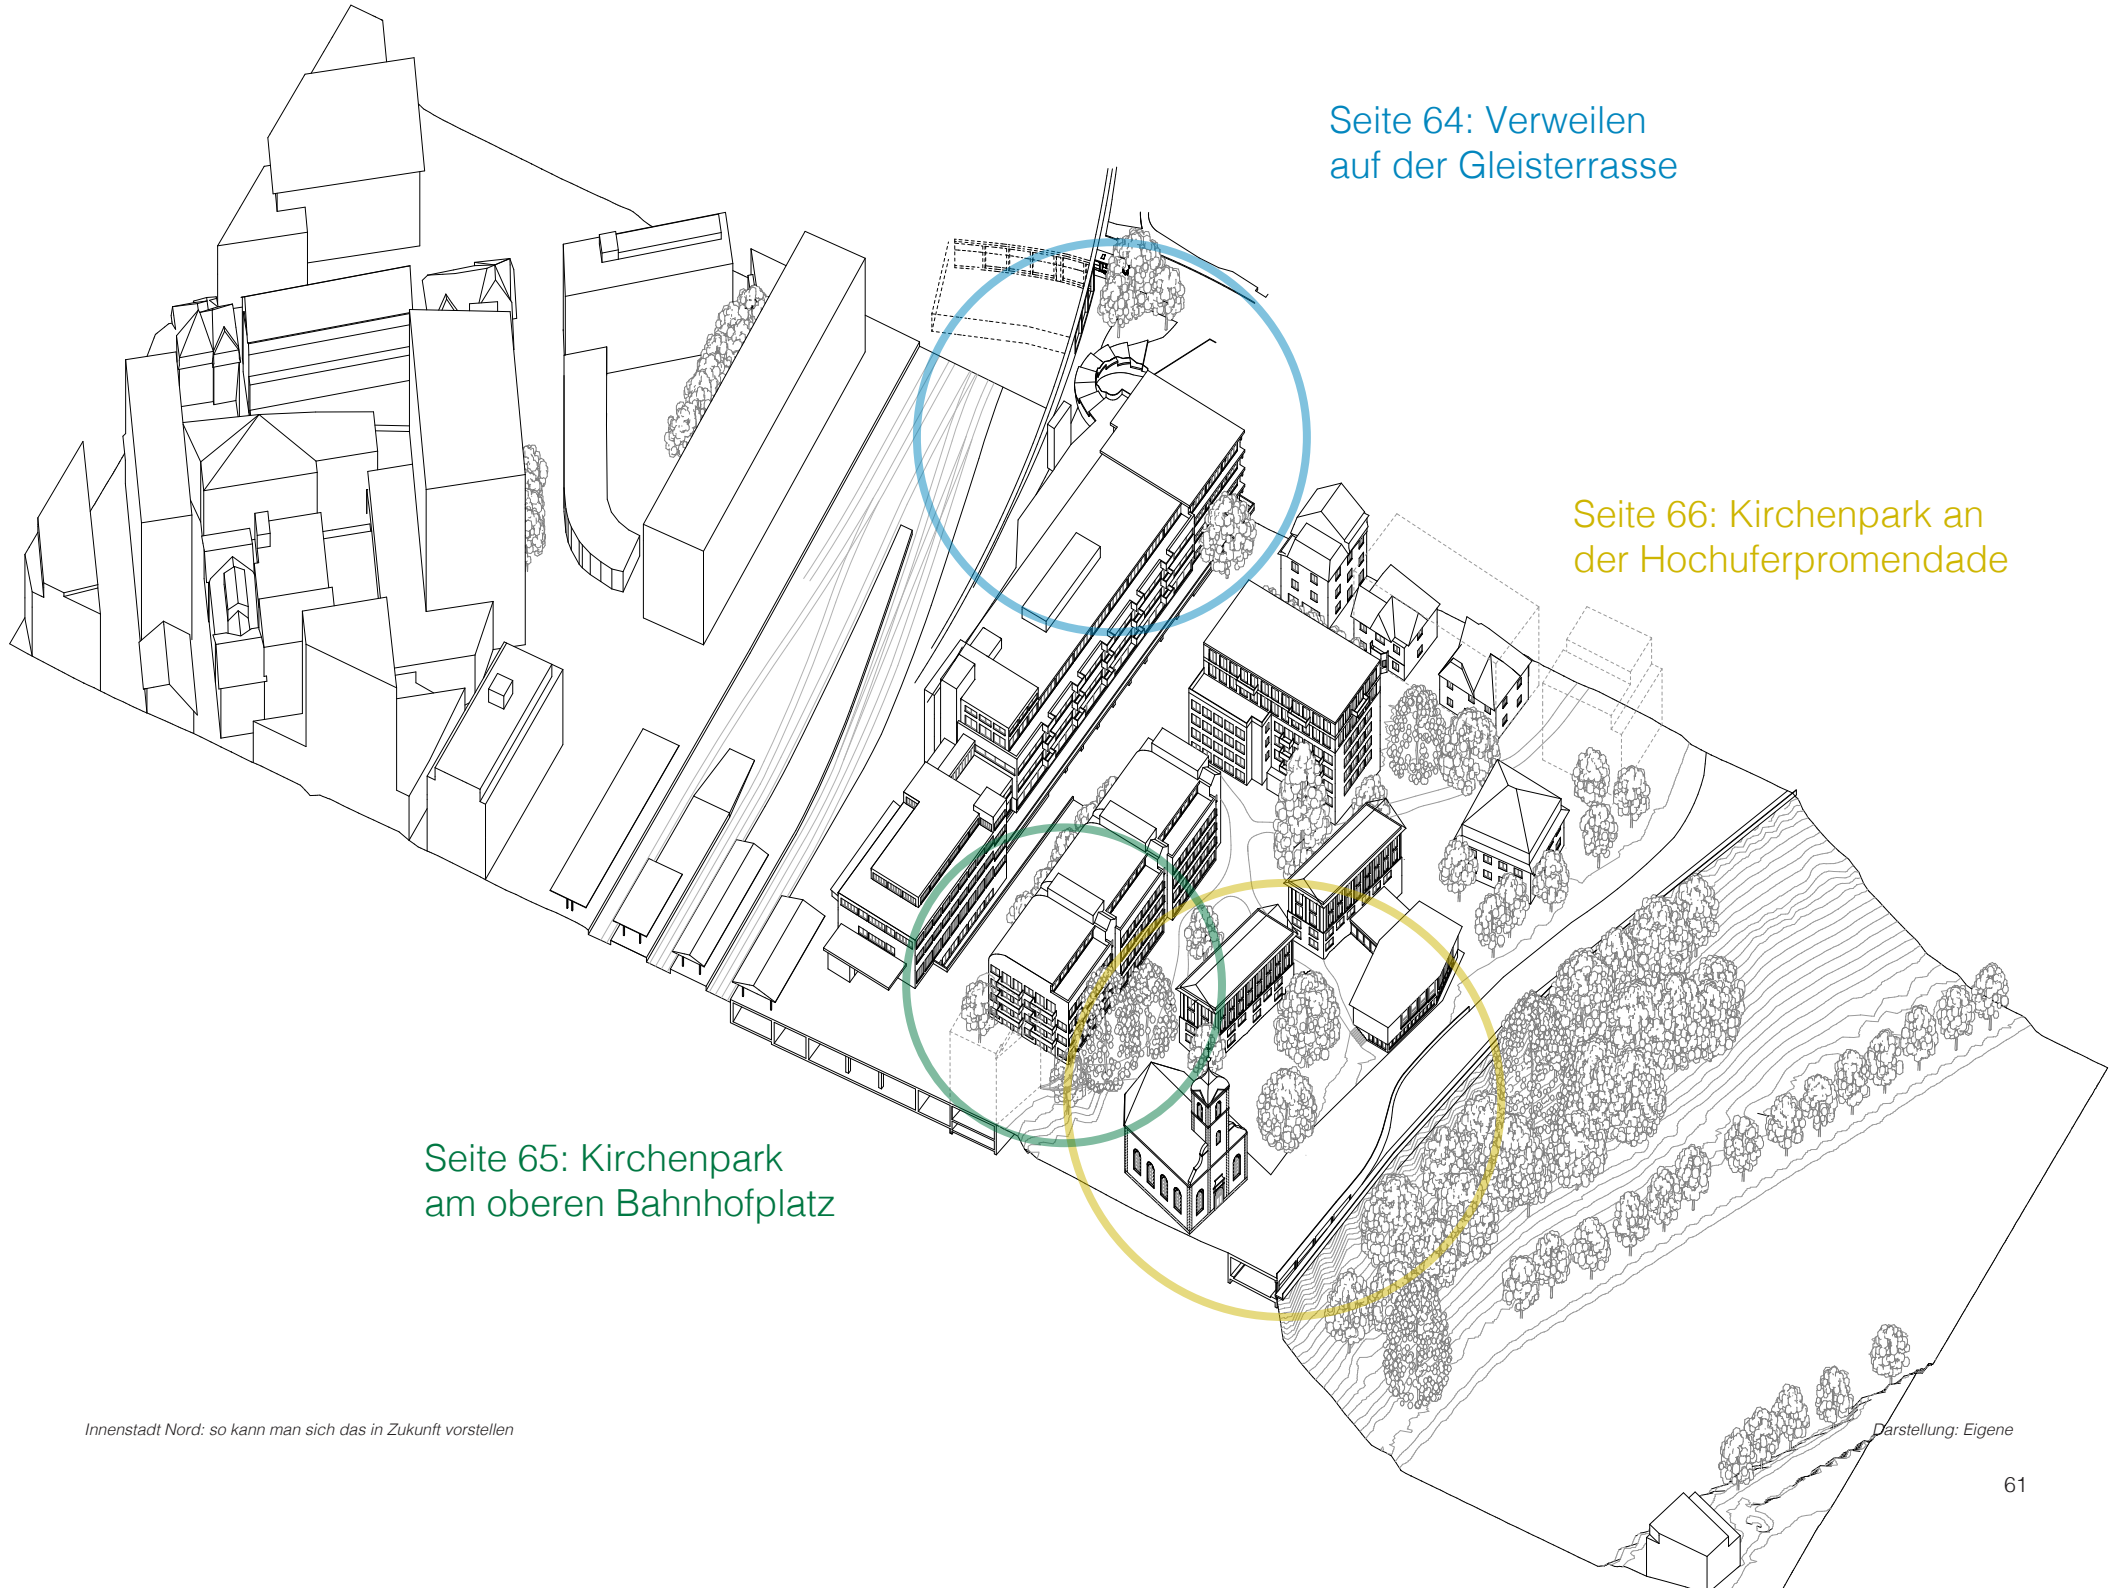 Seite 64: Verweilen
auf der Gleisterrasse
Seite 66: Kirchenpark an
der Hochuferpromendade
Seite 65: Kirchenpark
am oberen Bahnhofplatz
Innenstadt Nord: so kann man sich das in Zukunft vorstellen
Darstellung: Eigene
61